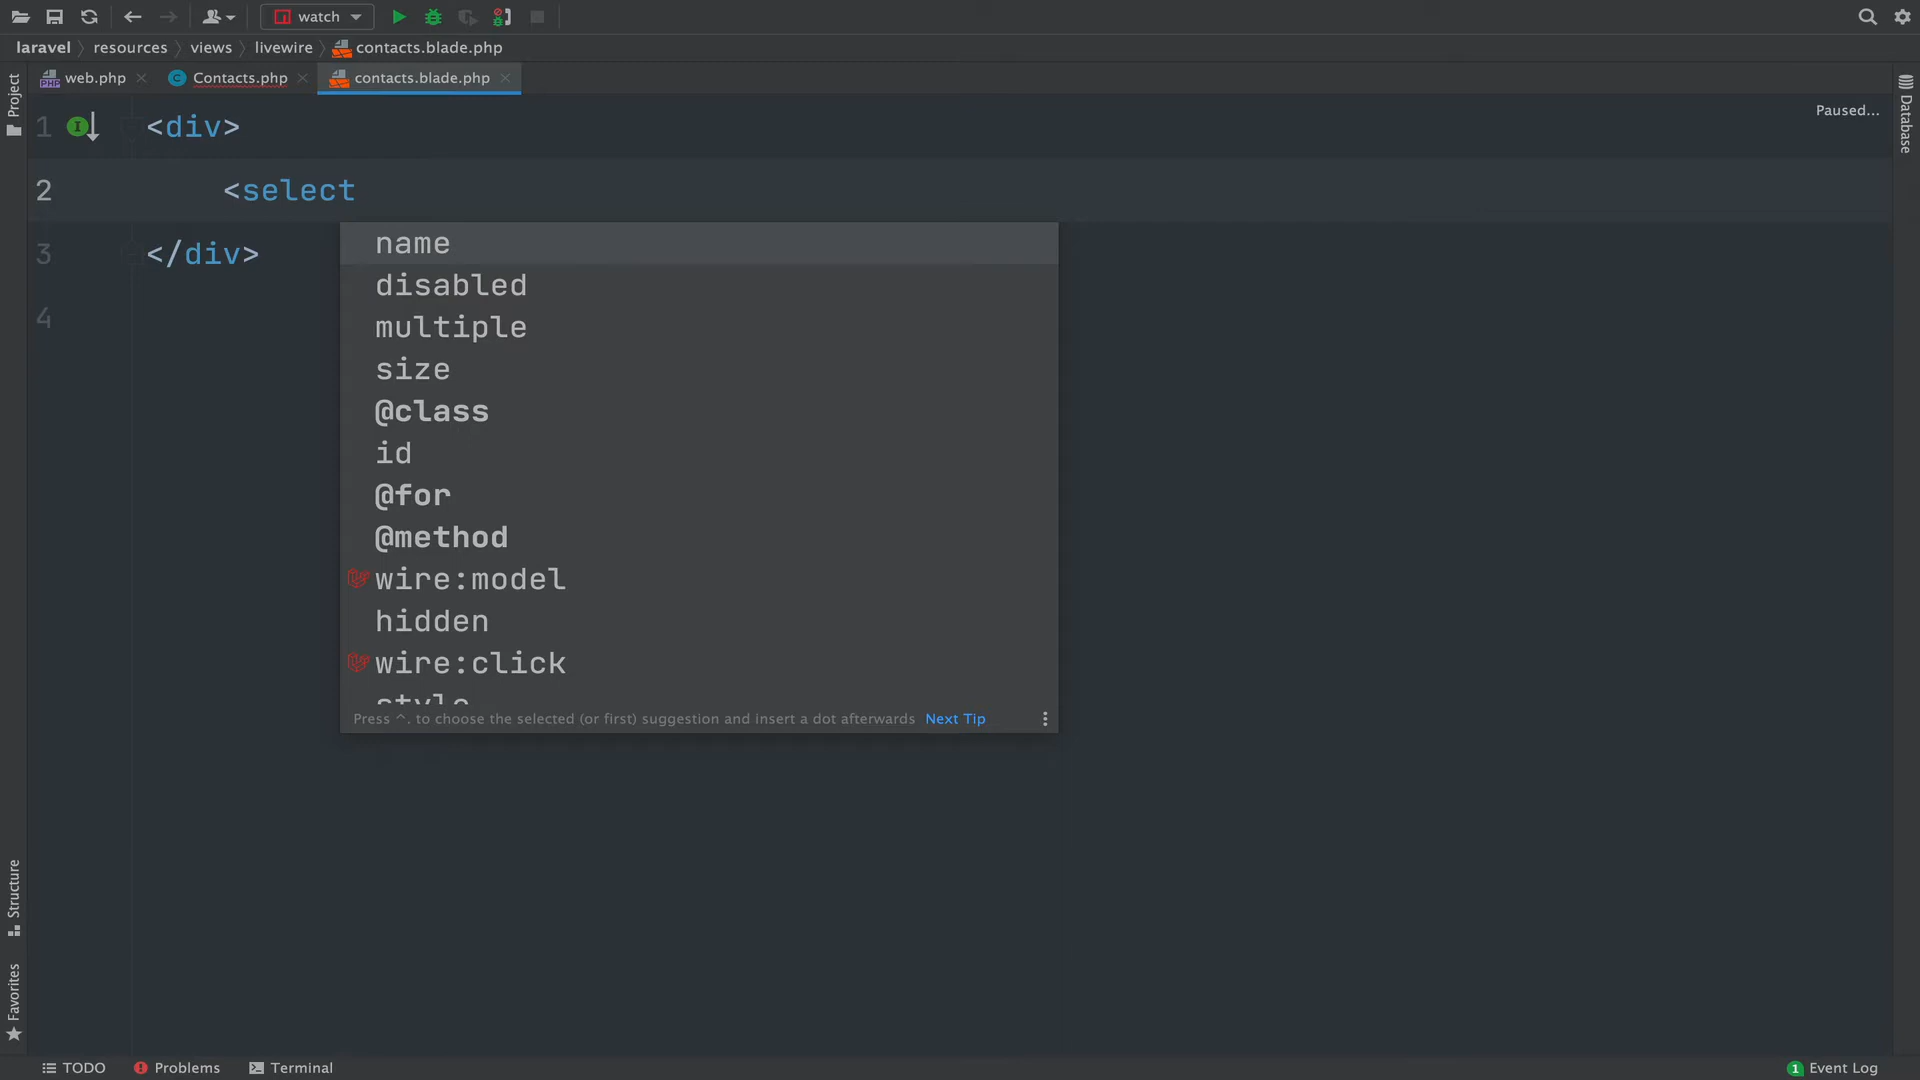 watch
laravel resources views livewire contacts.blade.php
web.php Contacts.php contacts.blade.php
Project
Database
Paused...
1 <div>
2 <select
3 </div>
4
name
disabled
multiple
size
@class
id
@for
@method
wire:model
hidden
wire:click
style
Press ^. to choose the selected (or first) suggestion and insert a dot afterwards Next Tip
Structure
Favorites
TODO Problems Terminal
1 Event Log